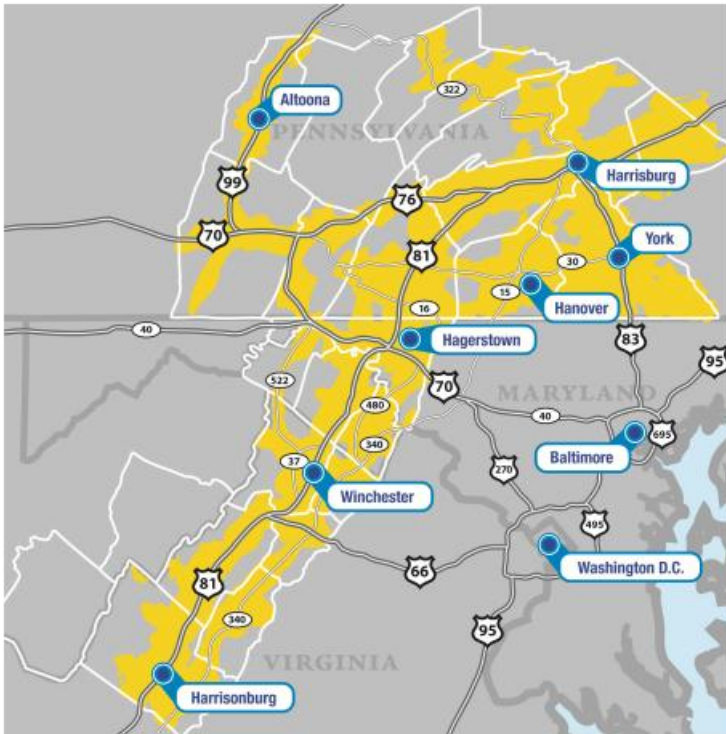 322
Altoona
PENNSYLVANIA
Harrisburg
99
76
70
81
30
York
15
Hanover
16
40
Hagerstown
83
95
522
70
MARYLAND
480
40
340
695
Baltimore
37
270
Winchester
495
Washington D.C.
66
81
340
95
VIRGINIA
Harrisonburg